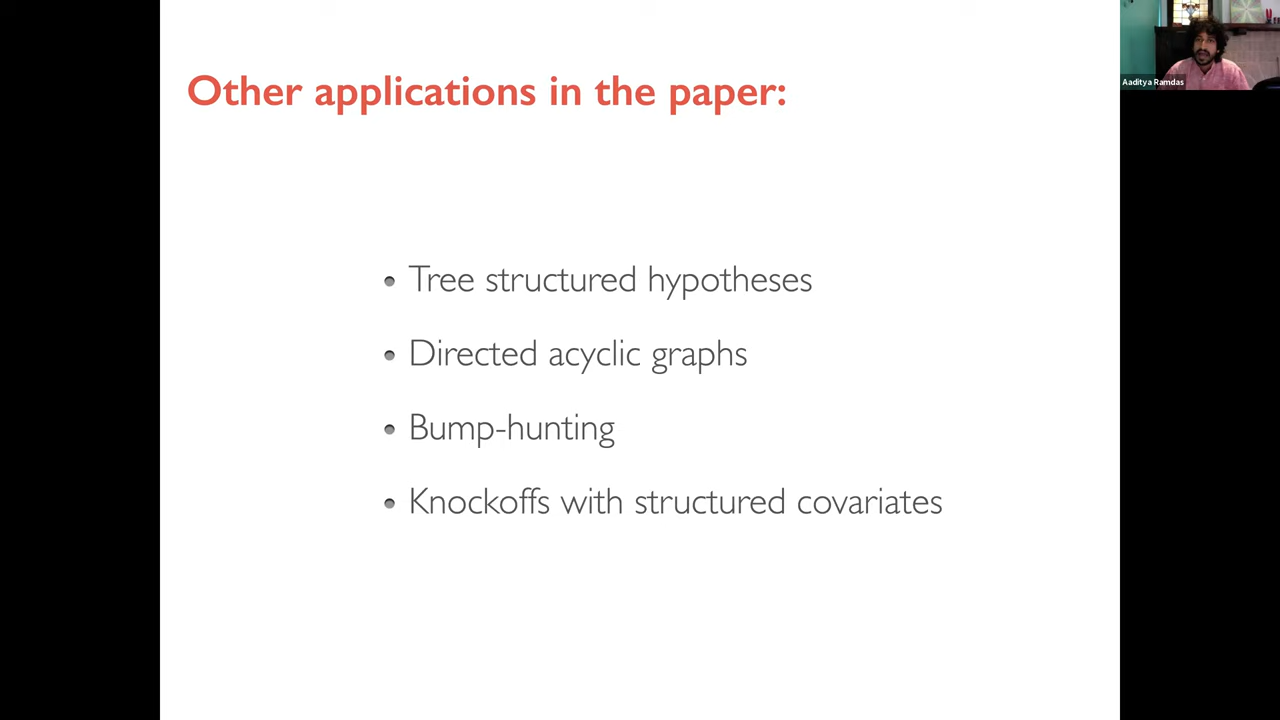 Other applications in the paper:
Aaditya Ramdas
• Tree structured hypotheses
• Directed acyclic graphs
• Bump-hunting
• Knockoffs with structured covariates